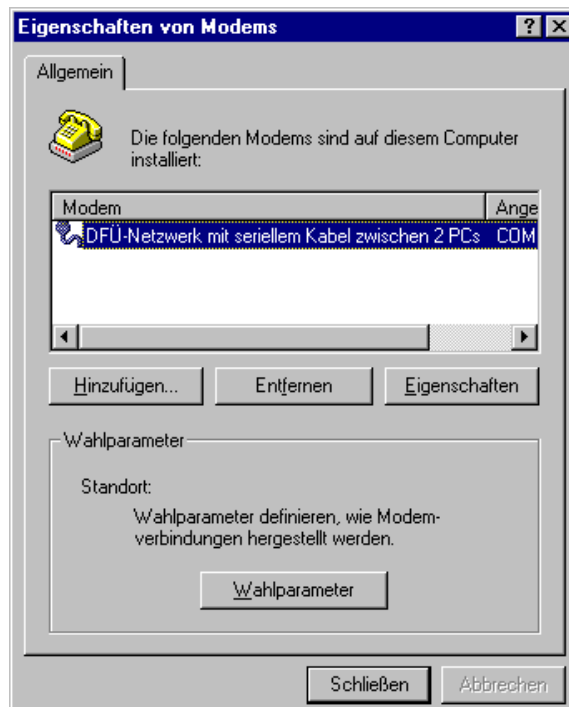 Eigenschaften von Modems
Allgemein
Die folgenden Modems sind auf diesem Computer
installiert:
Modem Ange
DFÜ-Netzwerk mit seriellem Kabel zwischen 2 PCs COM
Hinzufügen... Entfernen Eigenschaften
Wahlparameter
Standort:
Wahlparameter definieren, wie Modem-
verbindungen hergestellt werden.
Wahlparameter
Schließen Abbrechen